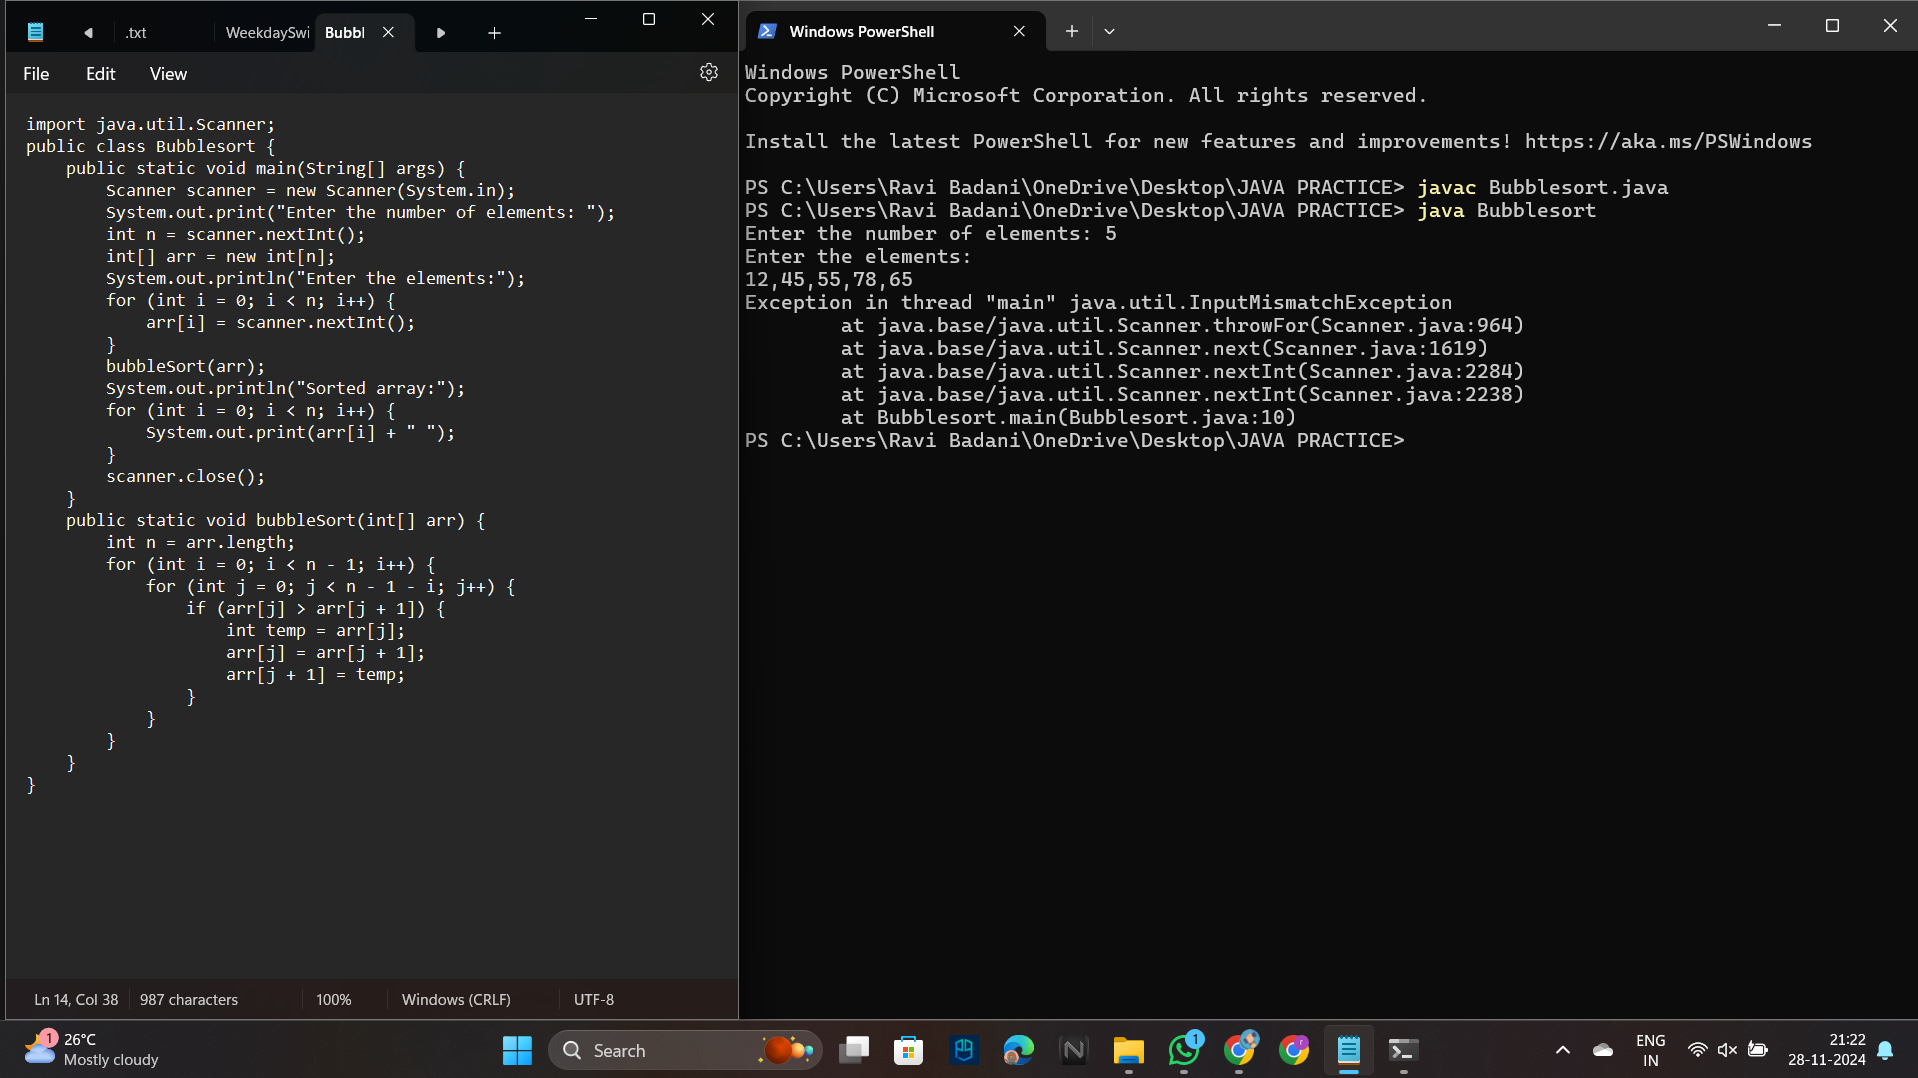 .txt
WeekdaySwi
Bubbl
File Edit View
import java.util.Scanner;
public class Bubblesort {
    public static void main(String[] args) {
        Scanner scanner = new Scanner(System.in);
        System.out.print("Enter the number of elements: ");
        int n = scanner.nextInt();
        int[] arr = new int[n];
        System.out.println("Enter the elements:");
        for (int i = 0; i < n; i++) {
            arr[i] = scanner.nextInt();
        }
        bubbleSort(arr);
        System.out.println("Sorted array:");
        for (int i = 0; i < n; i++) {
            System.out.print(arr[i] + " ");
        }
        scanner.close();
    }
    public static void bubbleSort(int[] arr) {
        int n = arr.length;
        for (int i = 0; i < n - 1; i++) {
            for (int j = 0; j < n - 1 - i; j++) {
                if (arr[j] > arr[j + 1]) {
                    int temp = arr[j];
                    arr[j] = arr[j + 1];
                    arr[j + 1] = temp;
                }
            }
        }
    }
}
Ln 14, Col 38 987 characters 100% Windows (CRLF) UTF-8
Windows PowerShell
Windows PowerShell
Copyright (C) Microsoft Corporation. All rights reserved.
Install the latest PowerShell for new features and improvements! https://aka.ms/PSWindows
PS C:\Users\Ravi Badani\OneDrive\Desktop\JAVA PRACTICE> javac Bubblesort.java
PS C:\Users\Ravi Badani\OneDrive\Desktop\JAVA PRACTICE> java Bubblesort
Enter the number of elements: 5
Enter the elements:
12,45,55,78,65
Exception in thread "main" java.util.InputMismatchException
        at java.base/java.util.Scanner.throwFor(Scanner.java:964)
        at java.base/java.util.Scanner.next(Scanner.java:1619)
        at java.base/java.util.Scanner.nextInt(Scanner.java:2284)
        at java.base/java.util.Scanner.nextInt(Scanner.java:2238)
        at Bubblesort.main(Bubblesort.java:10)
PS C:\Users\Ravi Badani\OneDrive\Desktop\JAVA PRACTICE>
1
26°C
Mostly cloudy
Search
1
ENG
IN
21:22
28-11-2024